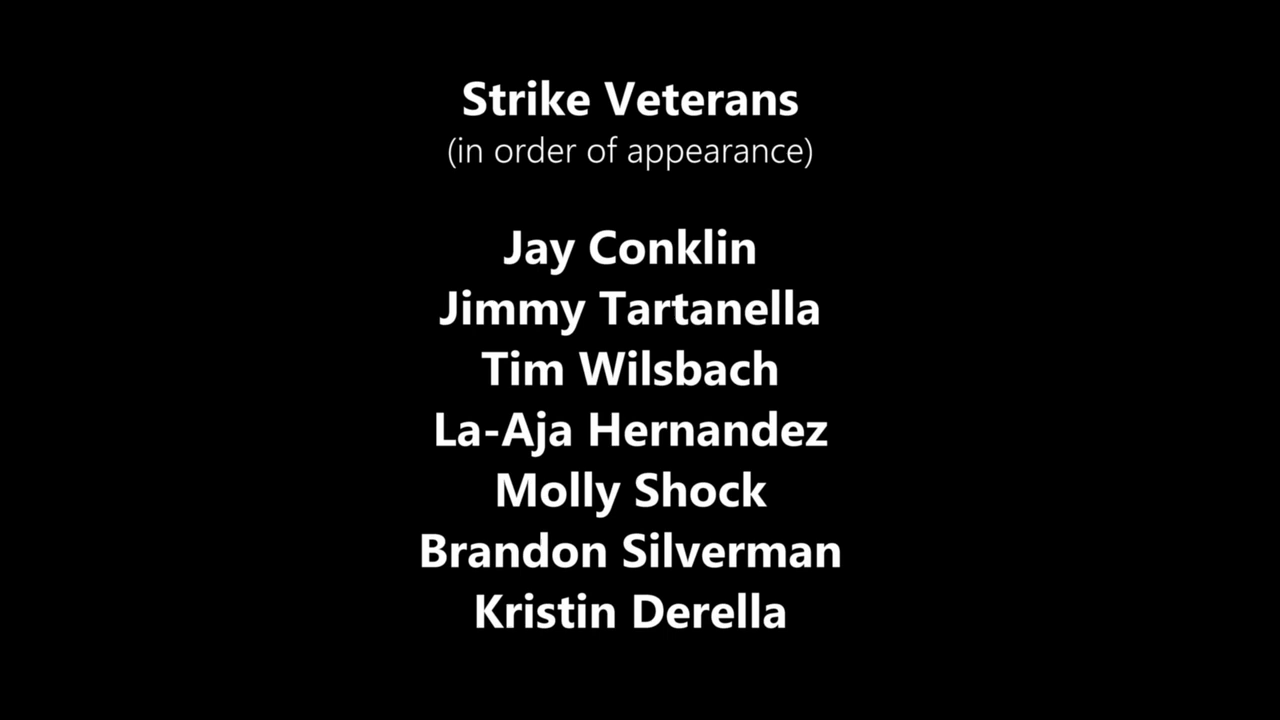 Strike Veterans
(in order of appearance)
Jay Conklin
Jimmy Tartanella
Tim Wilsbach
La-Aja Hernandez
Molly Shock
Brandon Silverman
Kristin Derella